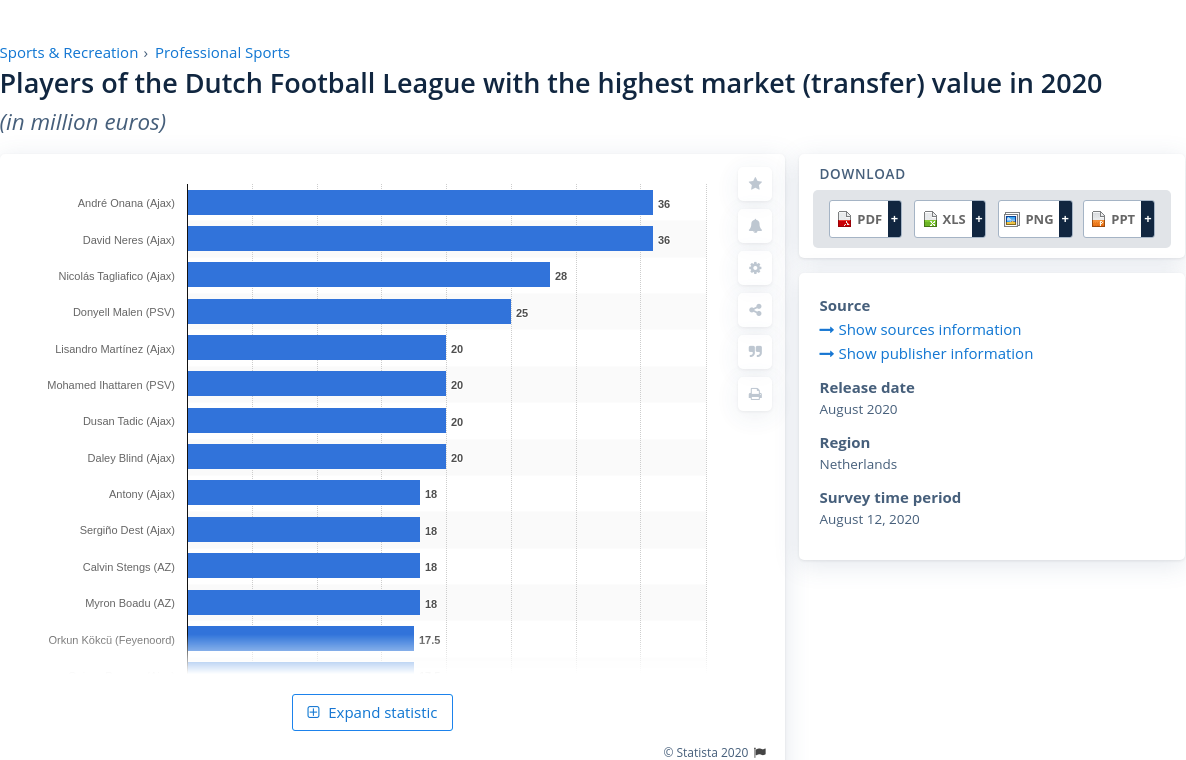 Sports & Recreation › Professional Sports
Players of the Dutch Football League with the highest market (transfer) value in 2020
(in million euros)
André Onana (Ajax) 36
David Neres (Ajax) 36
Nicolás Tagliafico (Ajax) 28
Donyell Malen (PSV) 25
Lisandro Martínez (Ajax) 20
Mohamed Ihattaren (PSV) 20
Dusan Tadic (Ajax) 20
Daley Blind (Ajax) 20
Antony (Ajax) 18
Sergiño Dest (Ajax) 18
Calvin Stengs (AZ) 18
Myron Boadu (AZ) 18
Orkun Kökcü (Feyenoord) 17.5
Expand statistic
© Statista 2020
DOWNLOAD
PDF + XLS + PNG + PPT +
Source
Show sources information
Show publisher information
Release date
August 2020
Region
Netherlands
Survey time period
August 12, 2020